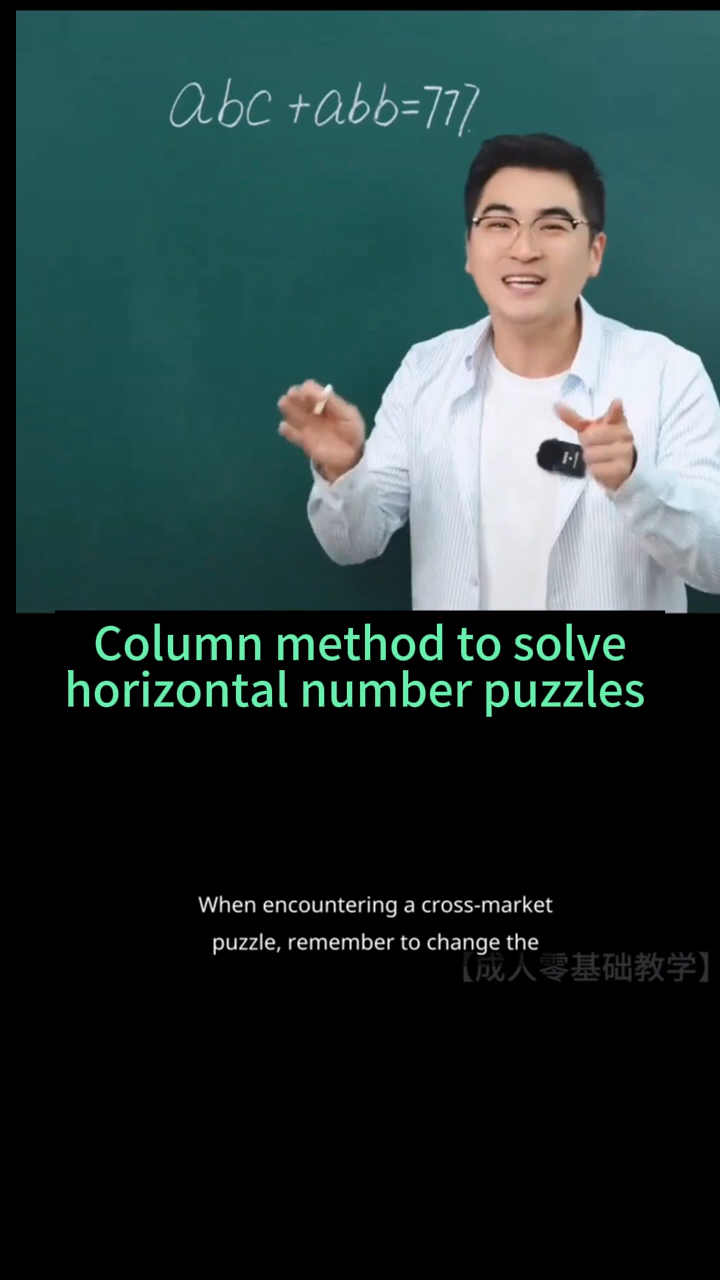 abc + abb = 777
Column method to solve
horizontal number puzzles
When encountering a cross-market
puzzle, remember to change the
【成人零基础教学】